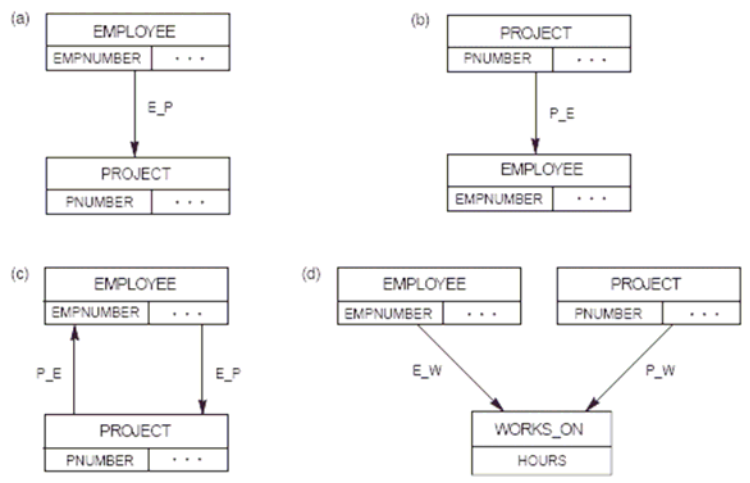 (a)
EMPLOYEE
EMPNUMBER . . .
E_P
PROJECT
PNUMBER . . .
(b)
PROJECT
PNUMBER . . .
P_E
EMPLOYEE
EMPNUMBER . . .
(c)
EMPLOYEE
EMPNUMBER . . .
P_E E_P
PROJECT
PNUMBER . . .
(d)
EMPLOYEE PROJECT
EMPNUMBER . . . PNUMBER . . .
E_W P_W
WORKS_ON
HOURS